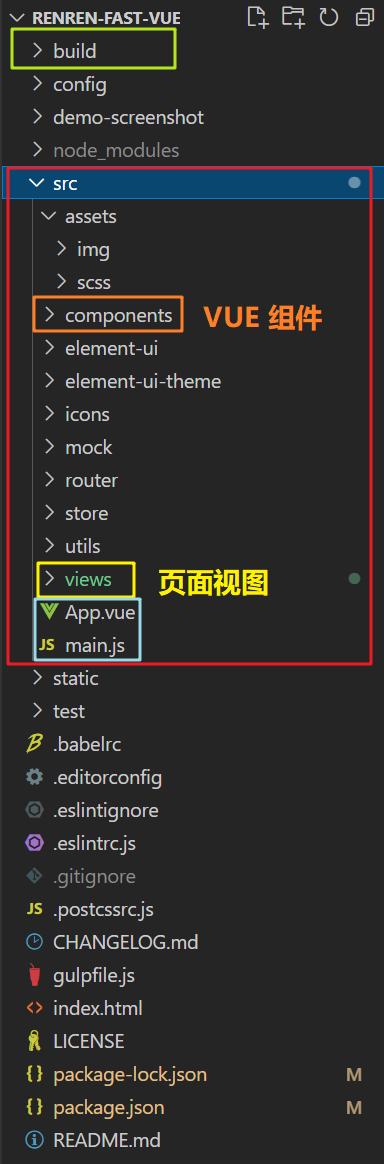 RENREN-FAST-VUE
build
config
demo-screenshot
node_modules
src
assets
img
scss
components VUE 组件
element-ui
element-ui-theme
icons
mock
router
store
utils
views 页面视图
App.vue
JS main.js
static
test
.babelrc
.editorconfig
.eslintignore
.eslintrc.js
.gitignore
JS .postcssrc.js
CHANGELOG.md
gulpfile.js
<> index.html
LICENSE
{} package-lock.json M
{} package.json M
README.md